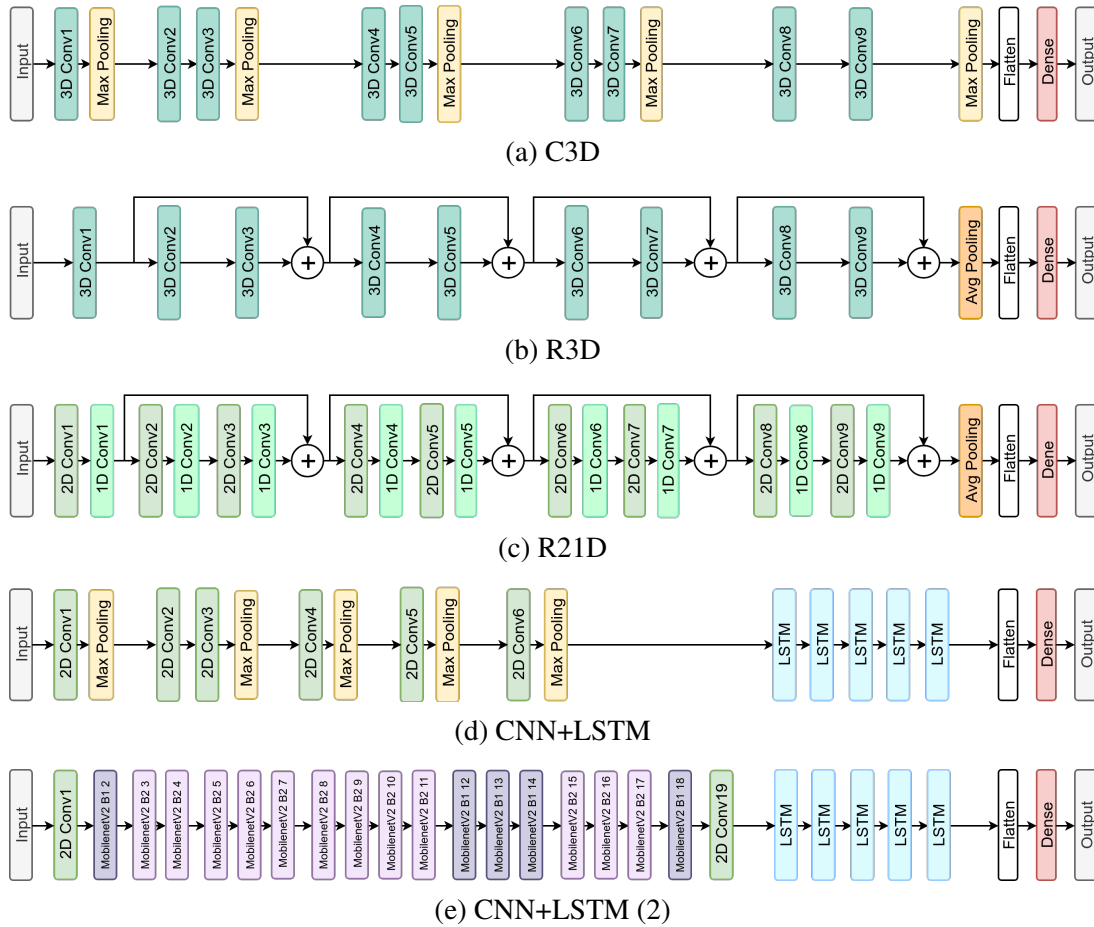 Input
3D Conv1
Max Pooling
3D Conv2
3D Conv3
Max Pooling
3D Conv4
3D Conv5
Max Pooling
3D Conv6
3D Conv7
Max Pooling
3D Conv8
3D Conv9
Max Pooling
Flatten
Dense
Output
(a) C3D
Input
3D Conv1
3D Conv2
3D Conv3
+
3D Conv4
3D Conv5
+
3D Conv6
3D Conv7
+
3D Conv8
3D Conv9
+
Avg Pooling
Flatten
Dense
Output
(b) R3D
Input
2D Conv1
1D Conv1
2D Conv2
1D Conv2
2D Conv3
1D Conv3
+
2D Conv4
1D Conv4
2D Conv5
1D Conv5
+
2D Conv6
1D Conv6
2D Conv7
1D Conv7
+
2D Conv8
1D Conv8
2D Conv9
1D Conv9
+
Avg Pooling
Flatten
Dene
Output
(c) R21D
Input
2D Conv1
Max Pooling
2D Conv2
2D Conv3
Max Pooling
2D Conv4
Max Pooling
2D Conv5
Max Pooling
2D Conv6
Max Pooling
LSTM
LSTM
LSTM
LSTM
LSTM
Flatten
Dense
Output
(d) CNN+LSTM
Input
2D Conv1
MobilenetV2 B1 2
MobilenetV2 B2 3
MobilenetV2 B2 4
MobilenetV2 B2 5
MobilenetV2 B2 6
MobilenetV2 B2 7
MobilenetV2 B2 8
MobilenetV2 B2 9
MobilenetV2 B2 10
MobilenetV2 B2 11
MobilenetV2 B1 12
MobilenetV2 B1 13
MobilenetV2 B1 14
MobilenetV2 B2 15
MobilenetV2 B2 16
MobilenetV2 B2 17
MobilenetV2 B1 18
2D Conv19
LSTM
LSTM
LSTM
LSTM
LSTM
Flatten
Dense
Output
(e) CNN+LSTM (2)